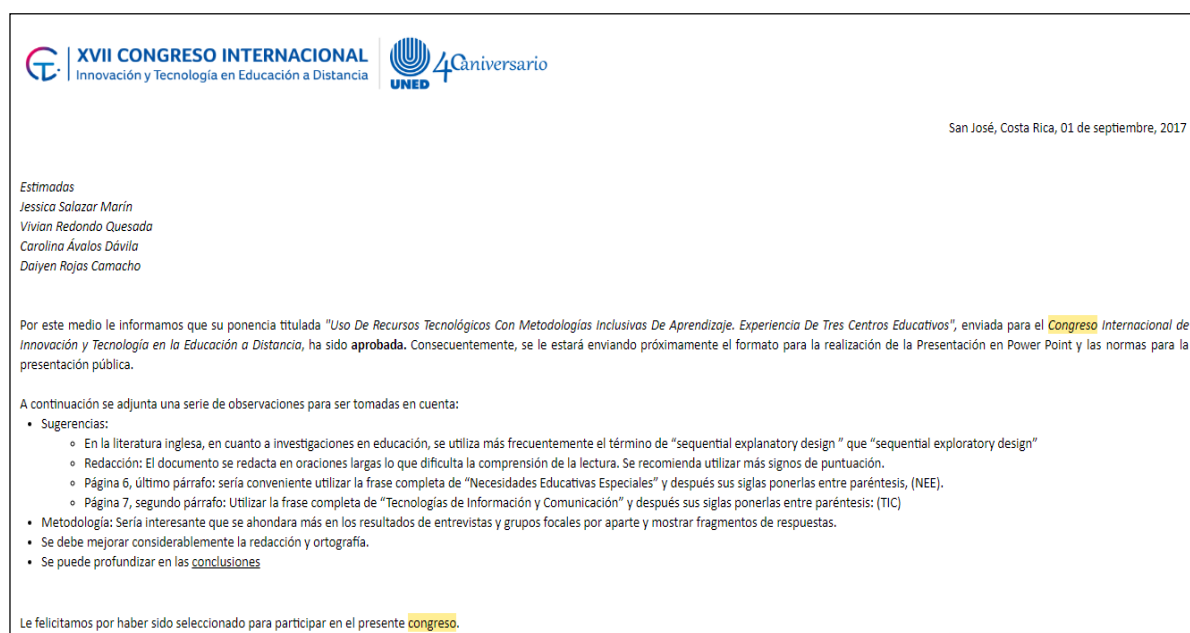 XVII CONGRESO INTERNACIONAL
Innovación y Tecnología en Educación a Distancia
UNED
40aniversario
San José, Costa Rica, 01 de septiembre, 2017
Estimadas
Jessica Salazar Marín
Vivian Redondo Quesada
Carolina Ávalos Dávila
Daiyen Rojas Camacho
Por este medio le informamos que su ponencia titulada "Uso De Recursos Tecnológicos Con Metodologías Inclusivas De Aprendizaje. Experiencia De Tres Centros Educativos", enviada para el Congreso Internacional de
Innovación y Tecnología en la Educación a Distancia, ha sido aprobada. Consecuentemente, se le estará enviando próximamente el formato para la realización de la Presentación en Power Point y las normas para la
presentación pública.
A continuación se adjunta una serie de observaciones para ser tomadas en cuenta:
• Sugerencias:
◦ En la literatura inglesa, en cuanto a investigaciones en educación, se utiliza más frecuentemente el término de “sequential explanatory design ” que “sequential exploratory design”
◦ Redacción: El documento se redacta en oraciones largas lo que dificulta la comprensión de la lectura. Se recomienda utilizar más signos de puntuación.
◦ Página 6, último párrafo: sería conveniente utilizar la frase completa de “Necesidades Educativas Especiales” y después sus siglas ponerlas entre paréntesis, (NEE).
◦ Página 7, segundo párrafo: Utilizar la frase completa de “Tecnologías de Información y Comunicación” y después sus siglas ponerlas entre paréntesis: (TIC)
• Metodología: Sería interesante que se ahondara más en los resultados de entrevistas y grupos focales por aparte y mostrar fragmentos de respuestas.
• Se debe mejorar considerablemente la redacción y ortografía.
• Se puede profundizar en las conclusiones
Le felicitamos por haber sido seleccionado para participar en el presente congreso.